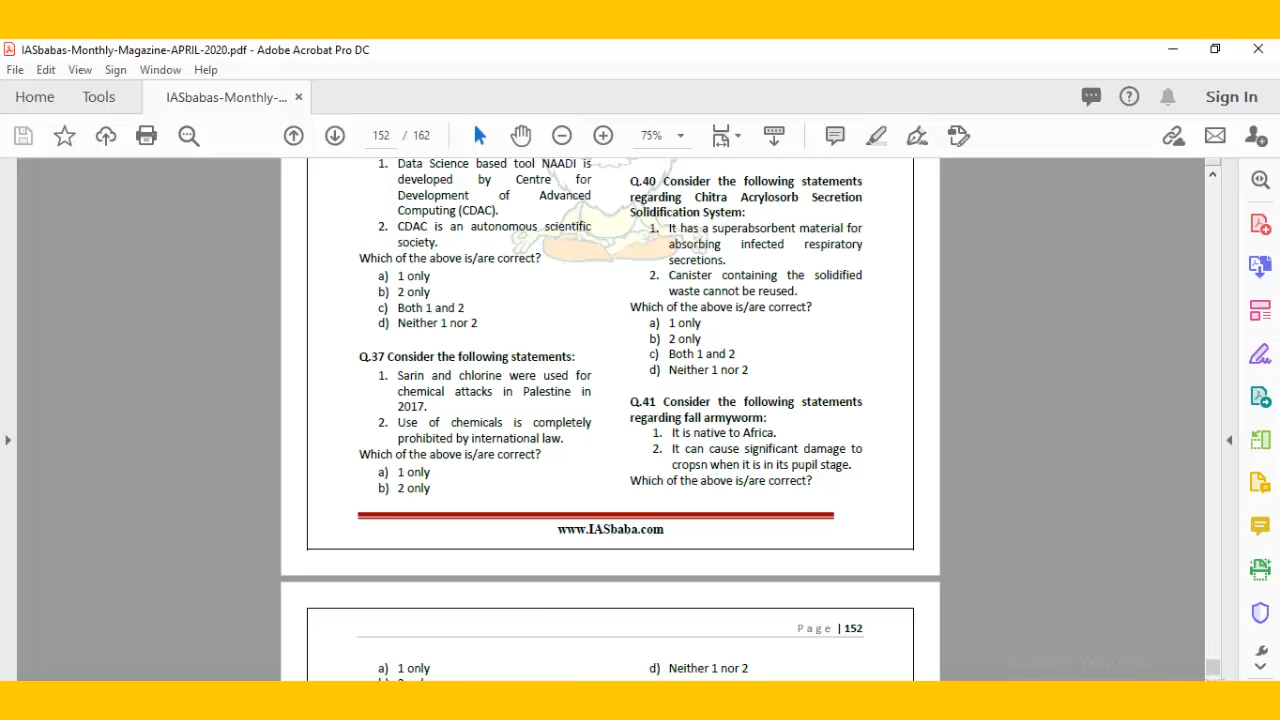 IASbabas-Monthly-Magazine-APRIL-2020.pdf - Adobe Acrobat Pro DC
File Edit View Sign Window Help
Home Tools IASbabas-Monthly-... × Sign In
152 / 162 75%
1. Data Science based tool NAADI is
developed by Centre for
Development of Advanced
Computing (CDAC).
2. CDAC is an autonomous scientific
society.
Which of the above is/are correct?
a) 1 only
b) 2 only
c) Both 1 and 2
d) Neither 1 nor 2
Q.37 Consider the following statements:
1. Sarin and chlorine were used for
chemical attacks in Palestine in
2017.
2. Use of chemicals is completely
prohibited by international law.
Which of the above is/are correct?
a) 1 only
b) 2 only
Q.40 Consider the following statements
regarding Chitra Acrylosorb Secretion
Solidification System:
1. It has a superabsorbent material for
absorbing infected respiratory
secretions.
2. Canister containing the solidified
waste cannot be reused.
Which of the above is/are correct?
a) 1 only
b) 2 only
c) Both 1 and 2
d) Neither 1 nor 2
Q.41 Consider the following statements
regarding fall armyworm:
1. It is native to Africa.
2. It can cause significant damage to
cropsn when it is in its pupil stage.
Which of the above is/are correct?
www.IASbaba.com
Page | 152
a) 1 only
d) Neither 1 nor 2